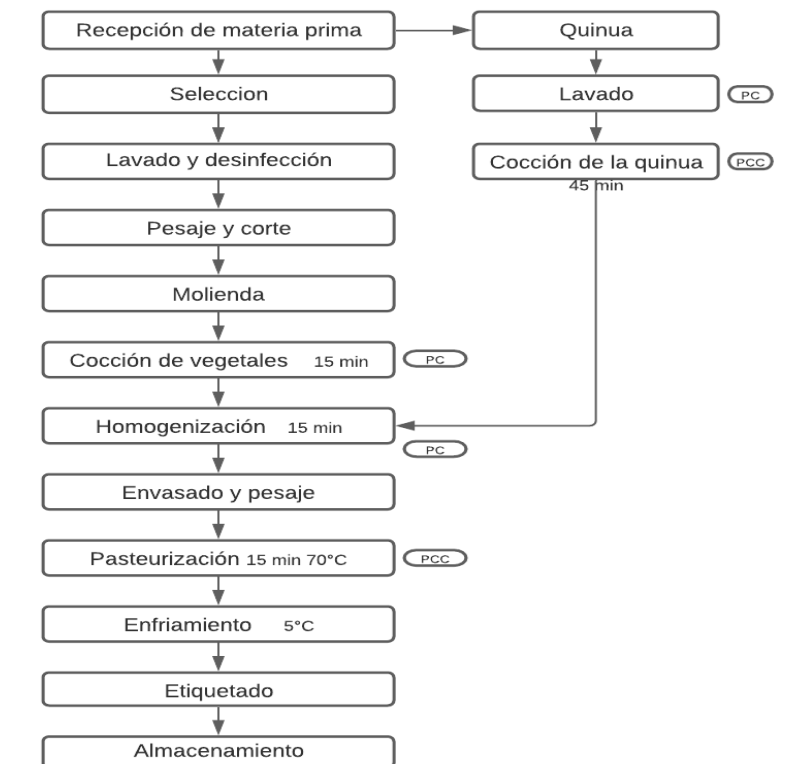 Recepción de materia prima
Quinua
Seleccion
Lavado
PC
Lavado y desinfección
Cocción de la quinua
PCC
45 min
Pesaje y corte
Molienda
Cocción de vegetales 15 min
PC
Homogenización 15 min
PC
Envasado y pesaje
Pasteurización 15 min 70°C
PCC
Enfriamiento 5°C
Etiquetado
Almacenamiento